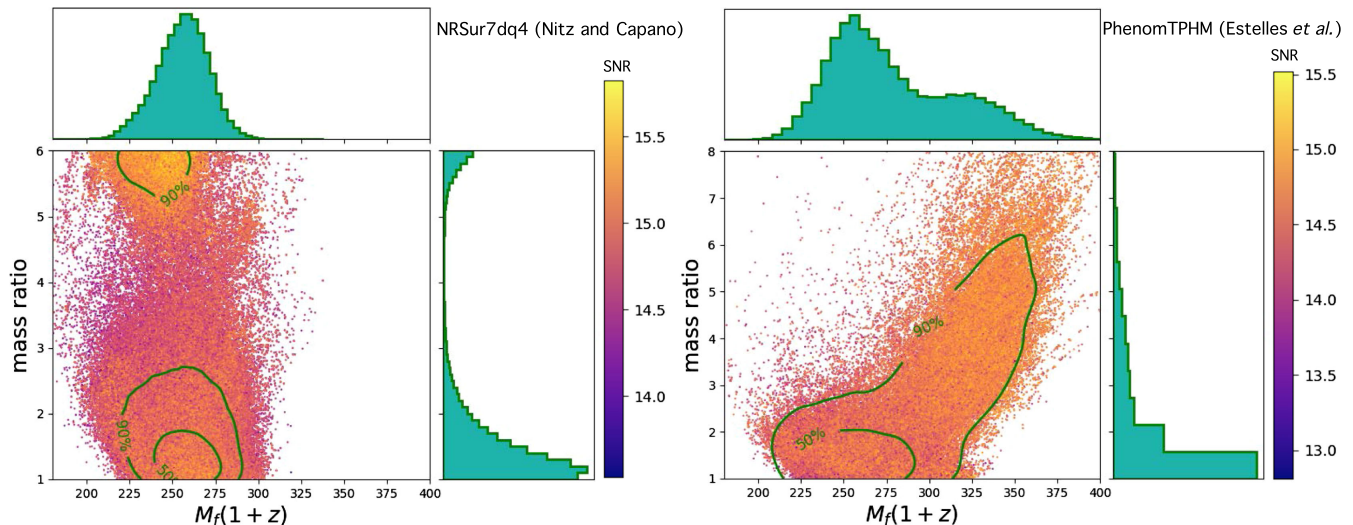 NRSur7dq4 (Nitz and Capano)
SNR
15.5
15.0
14.5
14.0
6
5
4
3
2
1
mass ratio
90%
90%
50
200 225 250 275 300 325 350 375 400
M_f(1 + z)
PhenomTPHM (Estelles et al.)
SNR
15.5
15.0
14.5
14.0
13.5
13.0
8
7
6
5
4
3
2
1
mass ratio
90%
50%
200 225 250 275 300 325 350 375 400
M_f(1 + z)